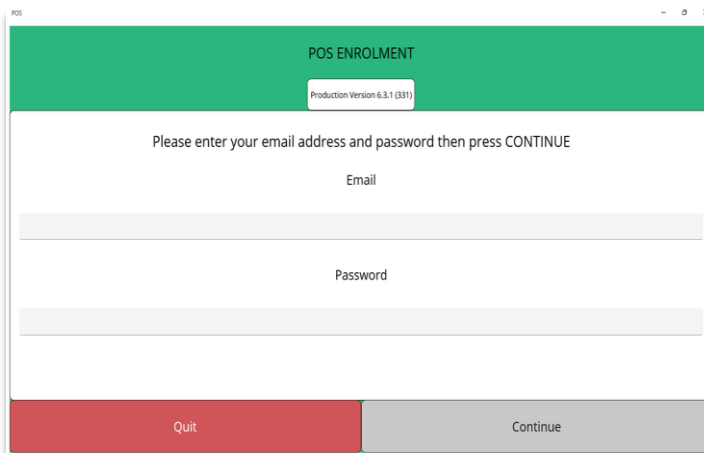 POS
POS ENROLMENT
Production Version 6.3.1 (331)
Please enter your email address and password then press CONTINUE
Email
Password
Quit
Continue